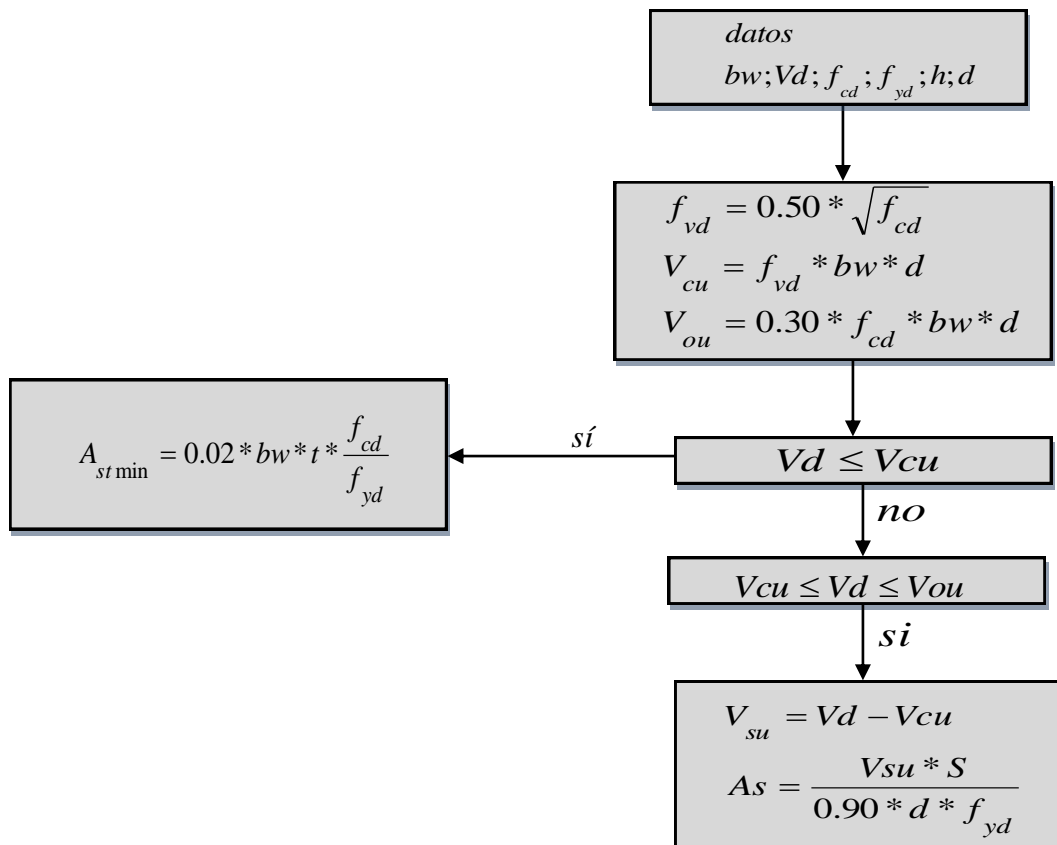 datos
bw;Vd; f_cd; f_yd; h; d
f_vd = 0.50 * √f_cd
V_cu = f_vd * bw * d
V_ou = 0.30 * f_cd * bw * d
A_st min = 0.02 * bw * t * f_cd / f_yd
sí
Vd ≤ Vcu
no
Vcu ≤ Vd ≤ Vou
si
V_su = Vd − Vcu
As = Vsu * S / 0.90 * d * f_yd